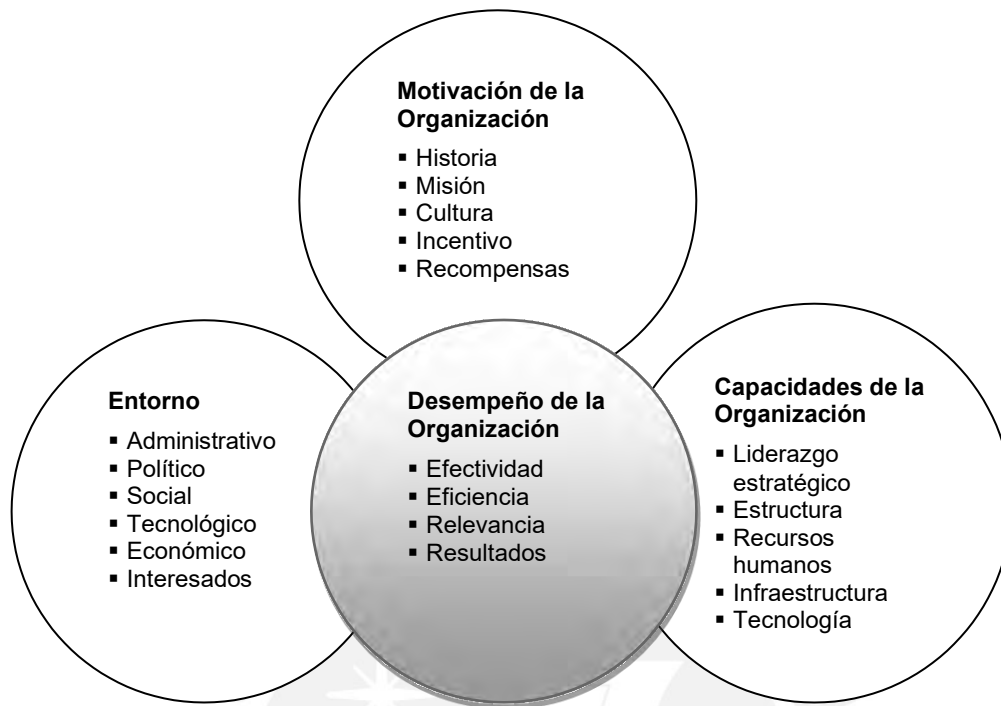 Motivación de la
Organización
▪ Historia
▪ Misión
▪ Cultura
▪ Incentivo
▪ Recompensas
Entorno
▪ Administrativo
▪ Político
▪ Social
▪ Tecnológico
▪ Económico
▪ Interesados
Desempeño de la
Organización
▪ Efectividad
▪ Eficiencia
▪ Relevancia
▪ Resultados
Capacidades de la
Organización
▪ Liderazgo
estratégico
▪ Estructura
▪ Recursos
humanos
▪ Infraestructura
▪ Tecnología